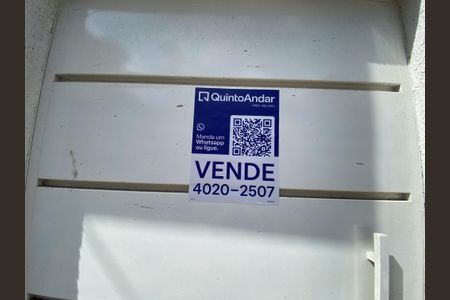 QuintoAndar
Mande um
Whatsapp
ou ligue.
VENDE
4020-2507